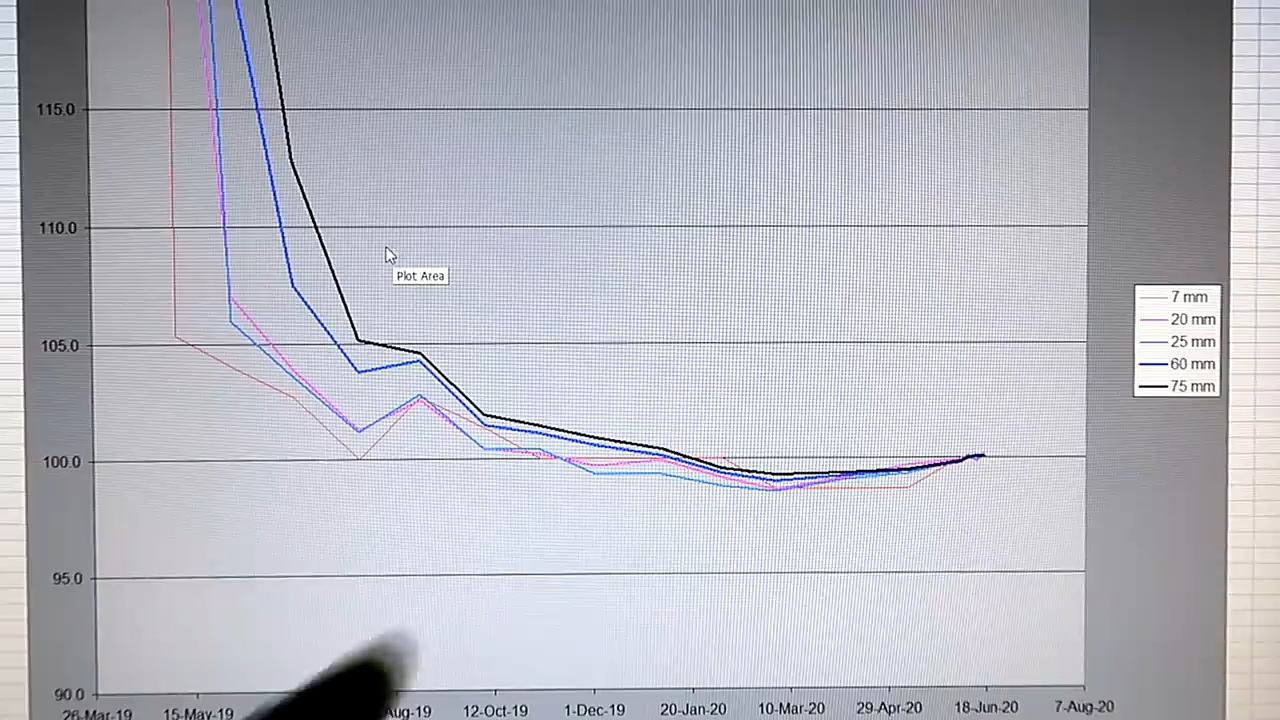 115.0
110.0
Plot Area
105.0
100.0
95.0
90.0
26-Mar-19 15-May-19 Aug-19 12-Oct-19 1-Dec-19 20-Jan-20 10-Mar-20 29-Apr-20 18-Jun-20 7-Aug-20
7 mm
20 mm
25 mm
60 mm
75 mm